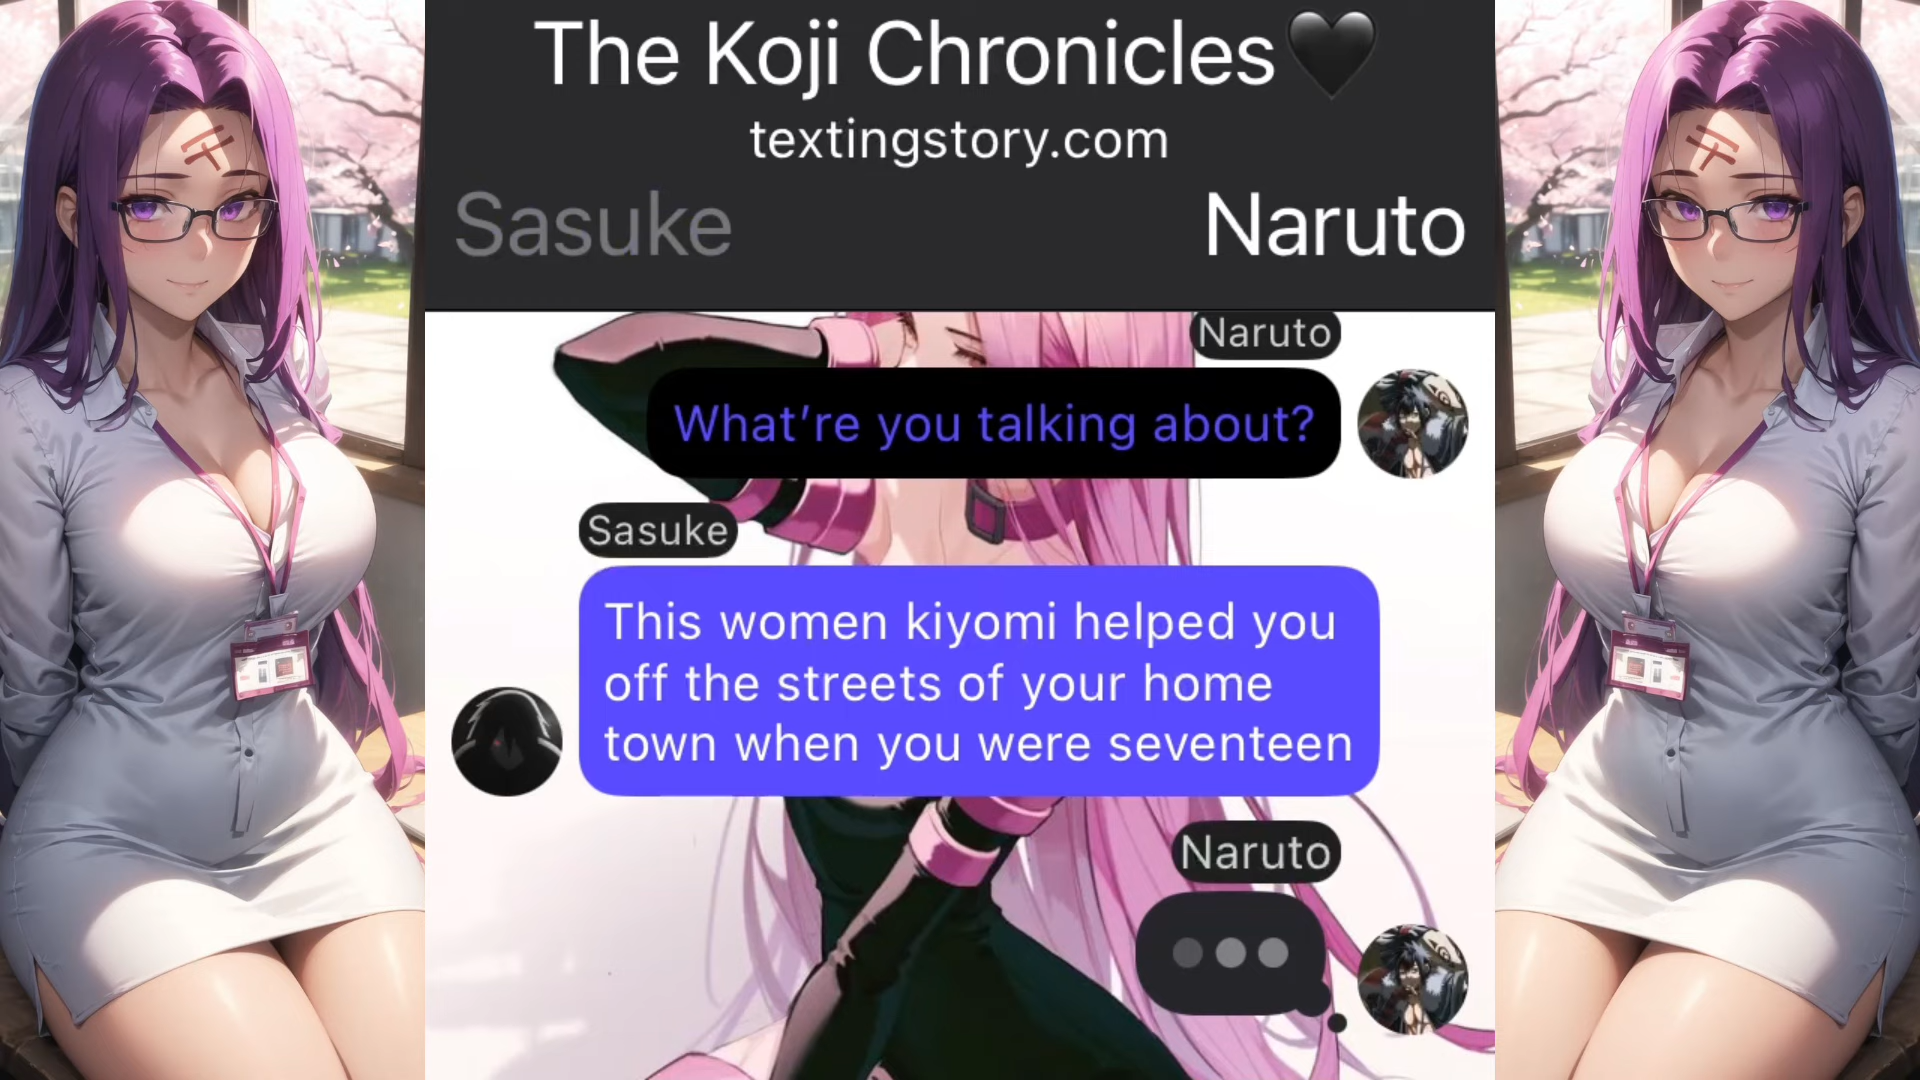 The Koji Chronicles🖤
textingstory.com
Sasuke
Naruto
Naruto
What’re you talking about?
Sasuke
This women kiyomi helped you
off the streets of your home
town when you were seventeen
Naruto